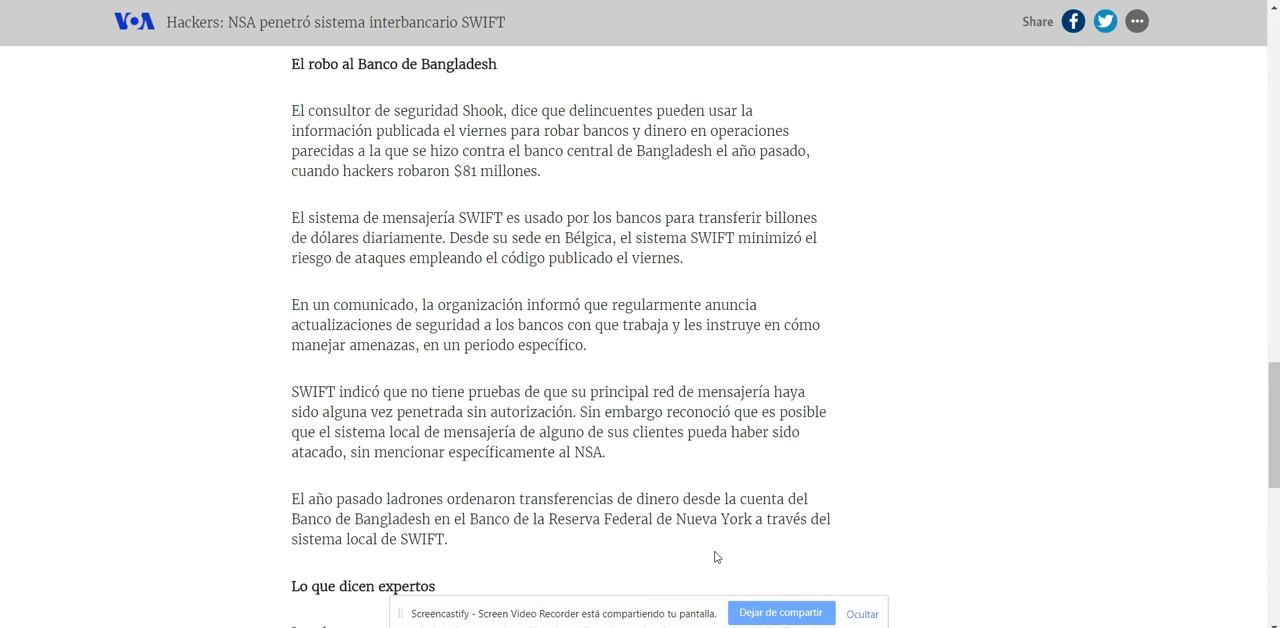 VOA Hackers: NSA penetró sistema interbancario SWIFT Share
El robo al Banco de Bangladesh
El consultor de seguridad Shook, dice que delincuentes pueden usar la
información publicada el viernes para robar bancos y dinero en operaciones
parecidas a la que se hizo contra el banco central de Bangladesh el año pasado,
cuando hackers robaron $81 millones.
El sistema de mensajería SWIFT es usado por los bancos para transferir billones
de dólares diariamente. Desde su sede en Bélgica, el sistema SWIFT minimizó el
riesgo de ataques empleando el código publicado el viernes.
En un comunicado, la organización informó que regularmente anuncia
actualizaciones de seguridad a los bancos con que trabaja y les instruye en cómo
manejar amenazas, en un periodo específico.
SWIFT indicó que no tiene pruebas de que su principal red de mensajería haya
sido alguna vez penetrada sin autorización. Sin embargo reconoció que es posible
que el sistema local de mensajería de alguno de sus clientes pueda haber sido
atacado, sin mencionar específicamente al NSA.
El año pasado ladrones ordenaron transferencias de dinero desde la cuenta del
Banco de Bangladesh en el Banco de la Reserva Federal de Nueva York a través del
sistema local de SWIFT.
Lo que dicen expertos
Screencastify - Screen Video Recorder está compartiendo tu pantalla. Dejar de compartir Ocultar